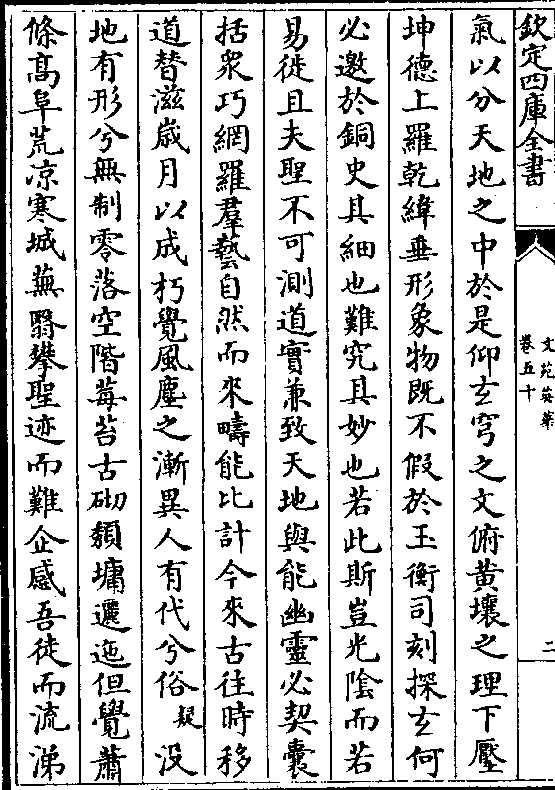 欽定四庫全書
文苑英華
卷五十
二
氣以分天地之中於是仰玄穹之文俯黄壤之理下壓
坤德上羅乾緯垂形象物既不假於玉衡司刻探玄何
必邀於銅史具細也難究具妙也若此斯豈光陰而若
易徙且夫聖不可測道實兼致天地與能幽靈必契囊
括衆巧網羅羣藝自然而來疇能比計今來古往時移
道替滋歳月以成朽覺風塵之漸異人有代兮俗疑没
地有形兮無制零落空階莓苔古砌頽墉邐迤但覺蕭
條髙阜荒凉寒城蕪翳攀聖迹而難企感吾徒而流涕